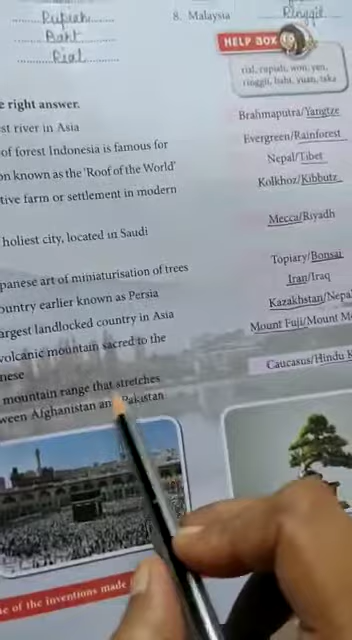 Rupiah 8. Malaysia Ringgit
Baht
Rial
HELP BOX
rial, rupiah, won, yen,
ringgit, baht, yuan, taka
e right answer.
st river in Asia Brahmaputra/Yangtze
of forest Indonesia is famous for Evergreen/Rainforest
on known as the 'Roof of the World' Nepal/Tibet
tive farm or settlement in modern Kolkhoz/Kibbutz
holiest city, located in Saudi Mecca/Riyadh
panese art of miniaturisation of trees Topiary/Bonsai
ountry earlier known as Persia Iran/Iraq
argest landlocked country in Asia Kazakhstan/Nepal
volcanic mountain sacred to the Mount Fuji/Mount M
nese
mountain range that stretches Caucasus/Hindu K
ween Afghanistan and Pakistan
e of the inventions made